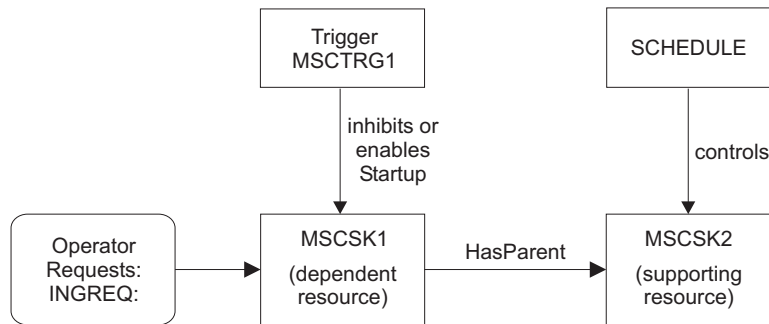 Trigger
MSCTRG1
SCHEDULE
inhibits or
enables
Startup
controls
Operator
Requests:
INGREQ:
MSCSK1
(dependent
resource)
HasParent
MSCSK2
(supporting
resource)